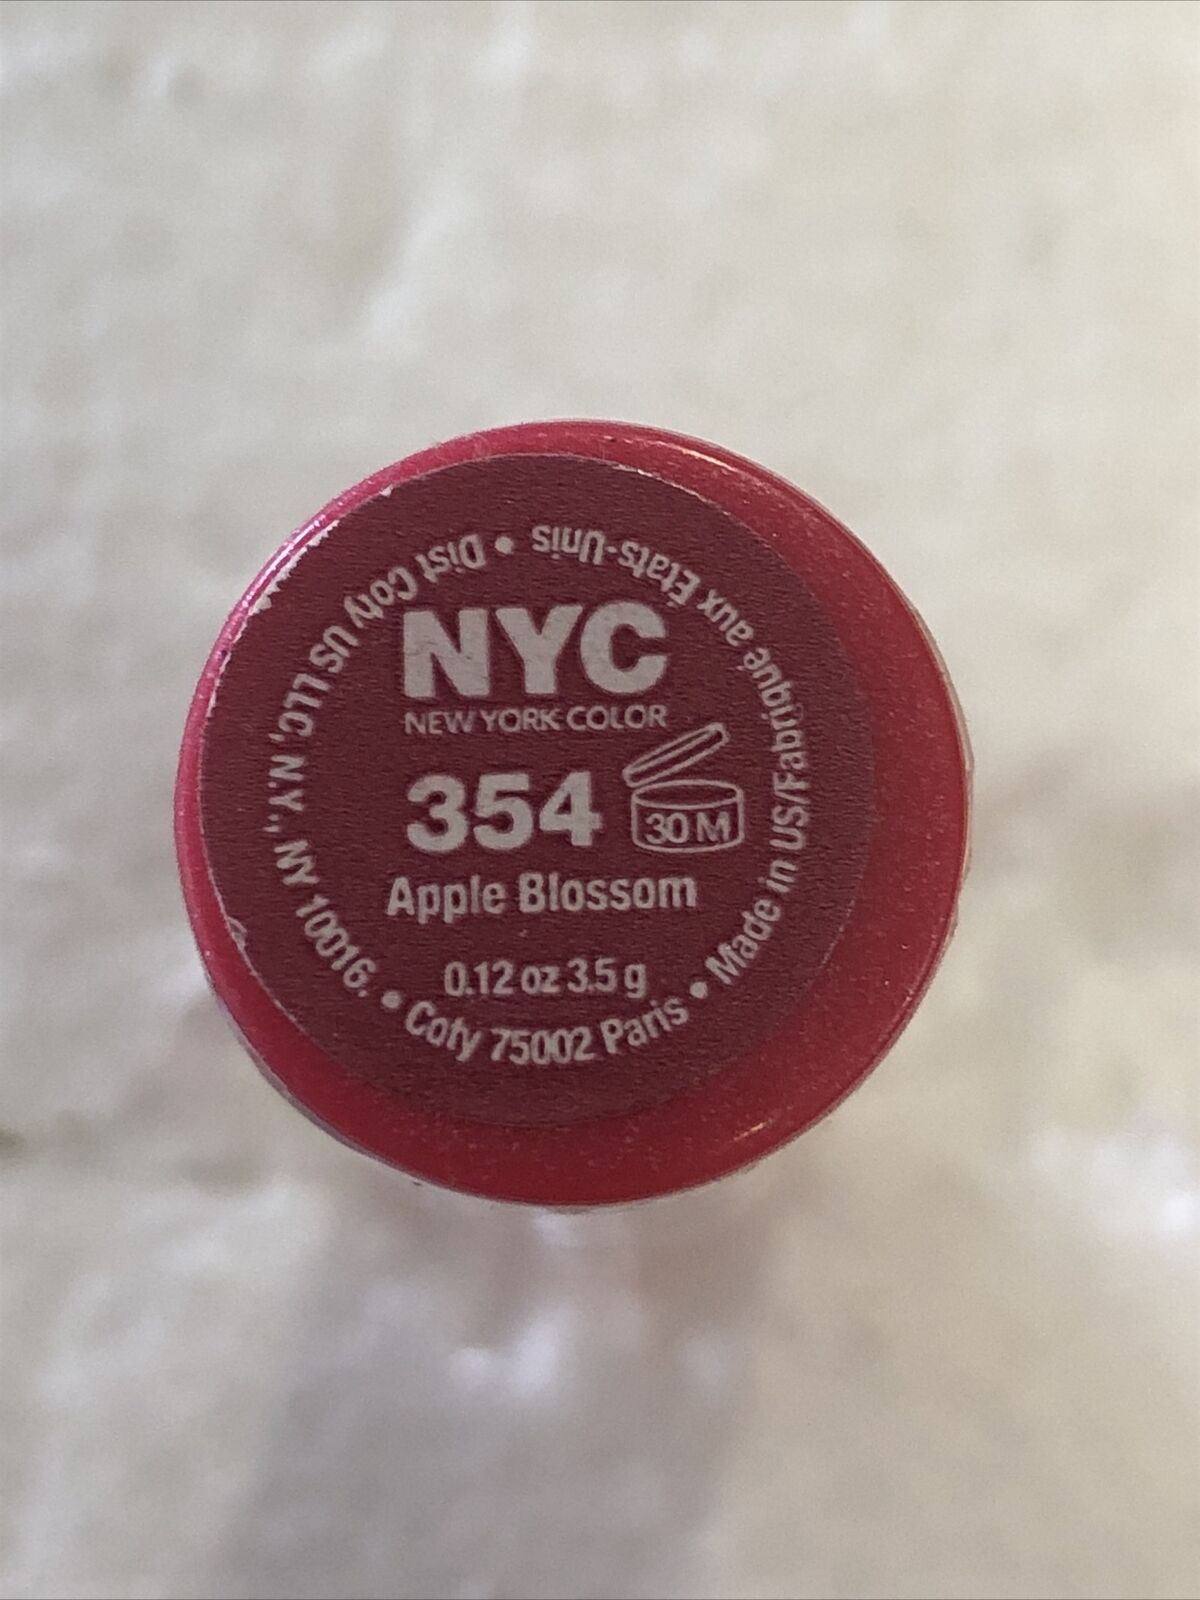 NYC
NEW YORK COLOR
354
30 M
Apple Blossom
0.12 oz 3.5 g
Dist Coty US LLC, N.Y., NY 10016. • Coty 75002 Paris • Made in US/Fabriqué aux États-Unis •